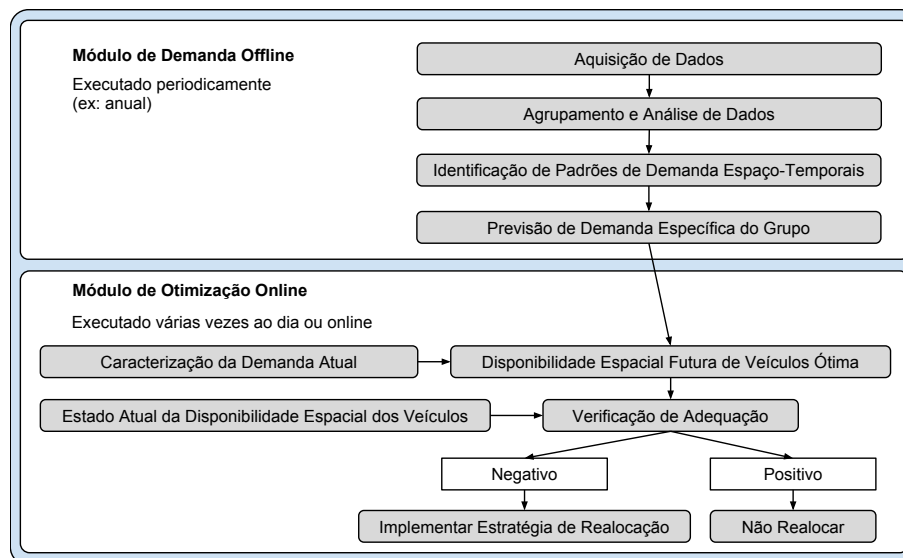 Módulo de Demanda Offline
Executado periodicamente
(ex: anual)
Aquisição de Dados
Agrupamento e Análise de Dados
Identificação de Padrões de Demanda Espaço-Temporais
Previsão de Demanda Específica do Grupo
Módulo de Otimização Online
Executado várias vezes ao dia ou online
Caracterização da Demanda Atual
Disponibilidade Espacial Futura de Veículos Ótima
Estado Atual da Disponibilidade Espacial dos Veículos
Verificação de Adequação
Negativo
Positivo
Implementar Estratégia de Realocação
Não Realocar